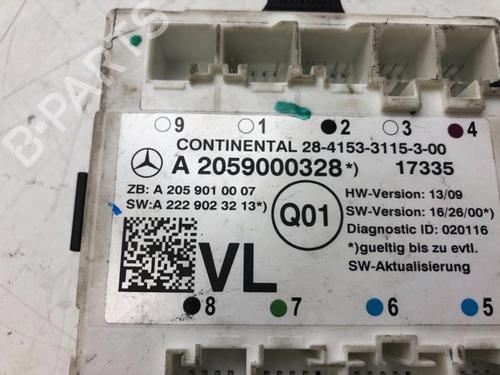 9 1 2 3 4
CONTINENTAL 28-4153-3115-3-00
A 2059000328*) 17335
ZB: A 205 901 00 07
SW:A 222 902 32 13*)
Q01
HW-Version: 13/09
SW-Version: 16/26/00*)
Diagnostic ID: 020116
*)gueltig bis zu evtl.
SW-Aktualisierung
VL
8 7 6 5
B-PARTS